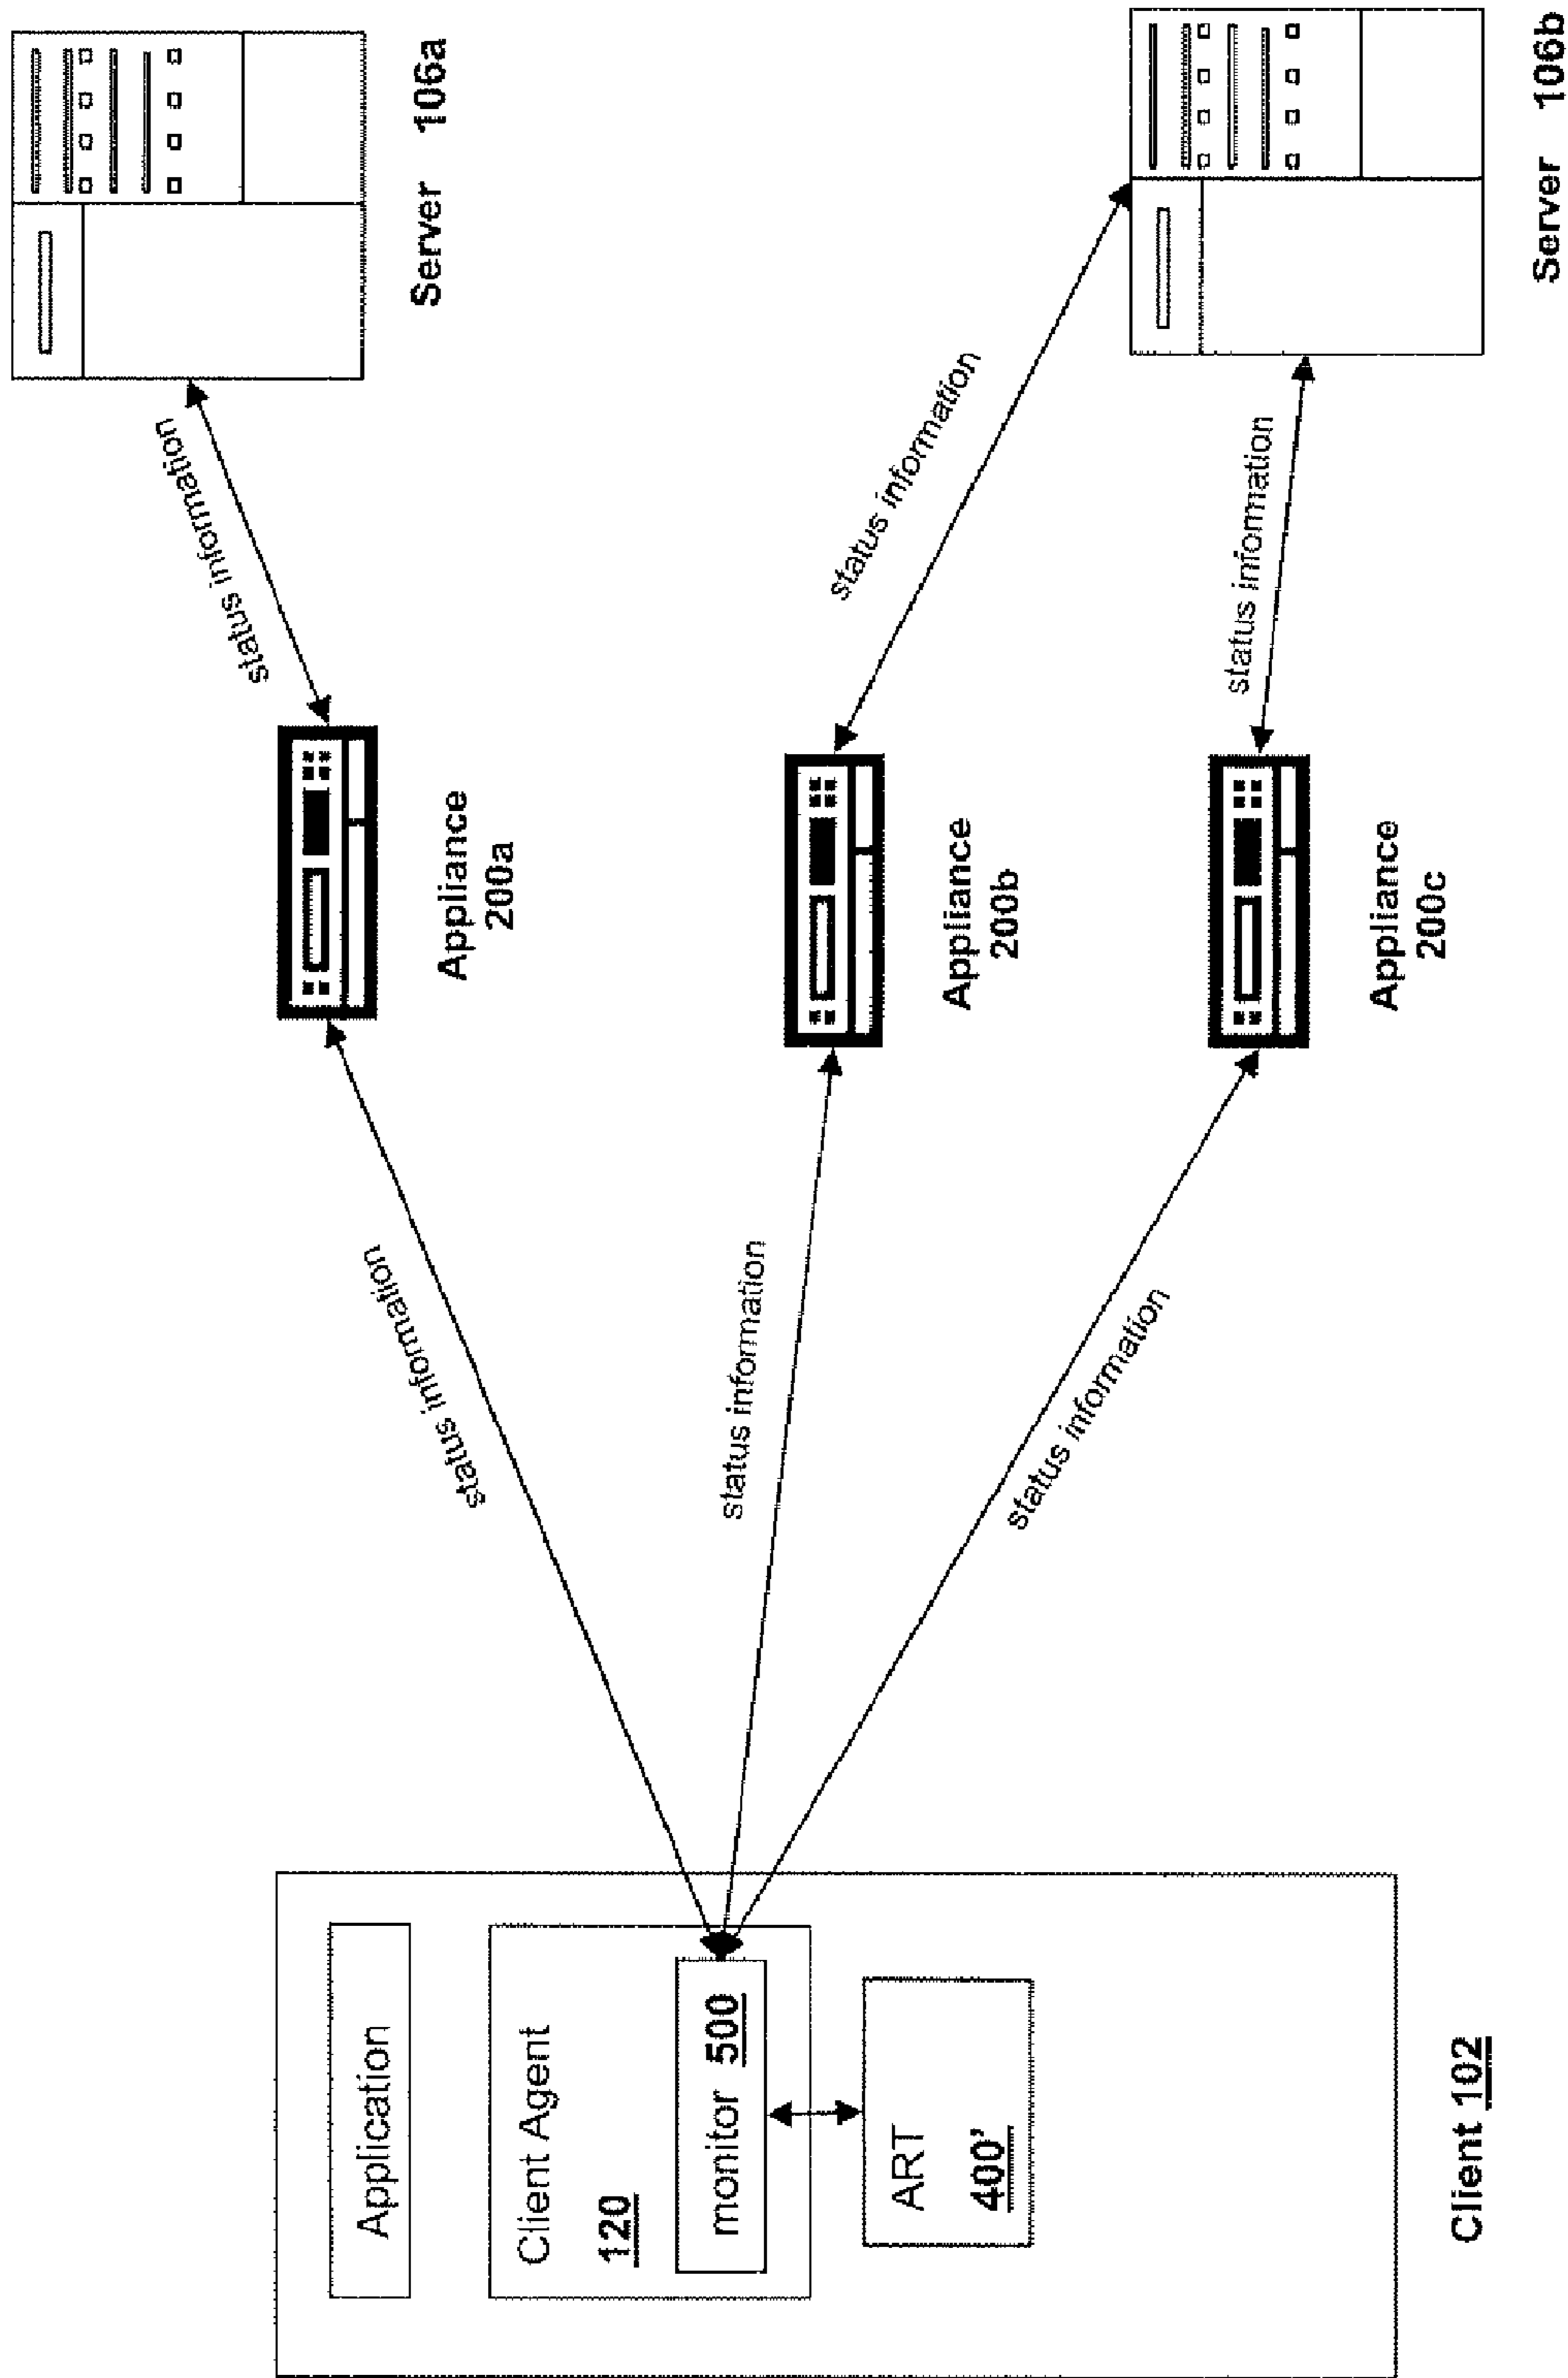 Application
Client Agent
120
monitor 500
ART
400'
Client 102
status information
status information
status information
Appliance
200a
Appliance
200b
Appliance
200c
status information
status information
status information
Server 106a
Server 106b